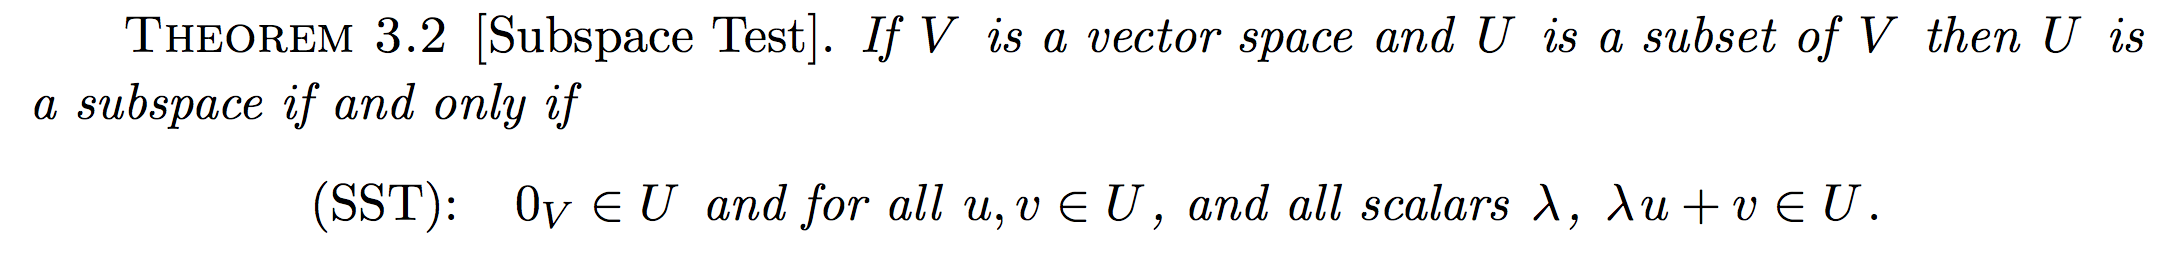 THEOREM 3.2 [Subspace Test]. If V is a vector space and U is a subset of V then U is
a subspace if and only if
(SST): 0_V ∈ U and for all u, v ∈ U, and all scalars λ, λu + v ∈ U.